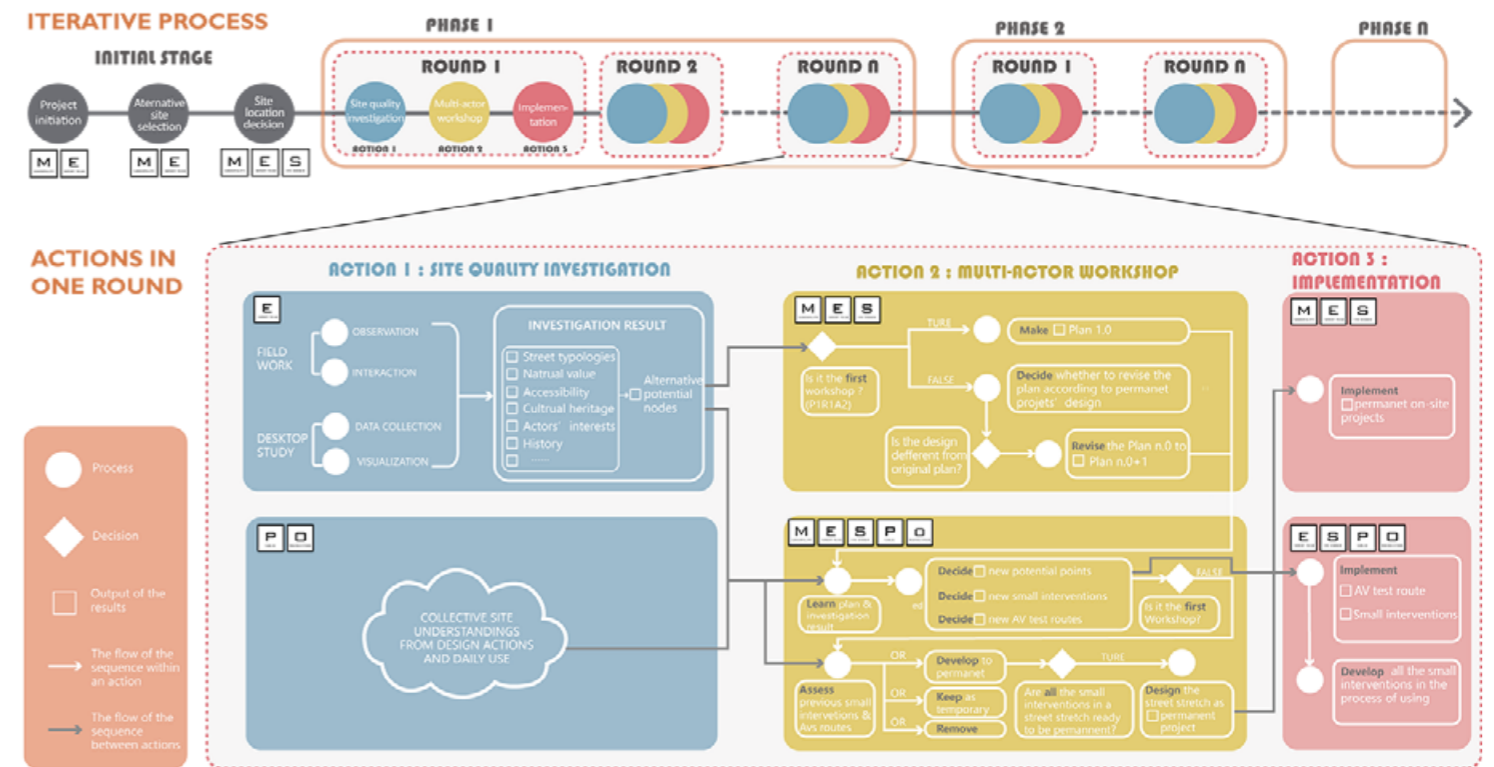 ITERATIVE PROCESS
INITIAL STAGE
PHASE 1
PHASE 2
PHASE N
ROUND 1
ROUND 2
ROUND N
ROUND 1
ROUND N
Project
initiation
Aternative
site
selection
Site
location
decision
Site quality
investigation
Multi-actor
workshop
Implemen-
tation
ACTION 1
ACTION 2
ACTION 3
M E
M E
M E S
ACTIONS IN
ONE ROUND
ACTION 1 : SITE QUALITY INVESTIGATION
E
FIELD
WORK
OBSERVATION
INTERACTION
DESKTOP
STUDY
DATA COLLECTION
VISUALIZATION
INVESTIGATION RESULT
Street typologies
Natrual value
Accessibility
Cultrual heritage
Actors' interests
History
......
Alternative
potential
nodes
P O
COLLECTIVE SITE
UNDERSTANDINGS
FROM DESIGN ACTIONS
AND DAILY USE
ACTION 2 : MULTI-ACTOR WORKSHOP
M E S
Is it the first
workshop ?
(P1R1A2)
TURE
Make Plan 1.0
FALSE
Decide whether to revise the
plan according to permanet
projets' design
...
Is the design
defferent from
original plan?
Revise the Plan n.0 to
Plan n.0+1
M E S P O
Learn plan &
investigation
result
ed
Decide new potential points
Decide new small interventions
Decide new AV test routes
FALSE
Is it the first
Workshop?
Assess
previous small
intervetions &
Avs routes
OR
Develop to
permanet
OR
Keep as
temporary
OR
Remove
TURE
Are all the small
interventions in a
street stretch ready
to be permannent?
Design the
street stretch as
permanent
project
ACTION 3 :
IMPLEMENTATION
M E S
Implement
permanet on-site
projects
E S P O
Implement
AV test route
Small interventions
Develop all the small
interventions in the
process of using
Process
Decision
Output of the
results
The flow of the
sequence within
an action
The flow of the
sequence
between actions